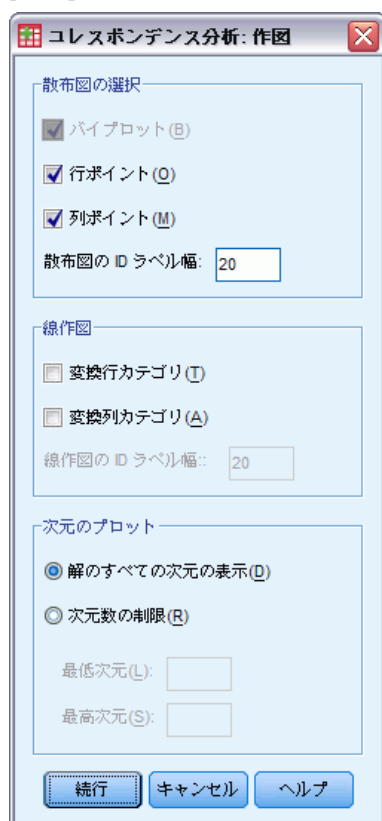 コレスポンデンス分析: 作図
散布図の選択
バイプロット(B)
行ポイント(O)
列ポイント(M)
散布図の ID ラベル幅: 20
線作図
変換行カテゴリ(T)
変換列カテゴリ(A)
線作図の ID ラベル幅:: 20
次元のプロット
解のすべての次元の表示(D)
次元数の制限(R)
最低次元(L):
最高次元(S):
続行 キャンセル ヘルプ